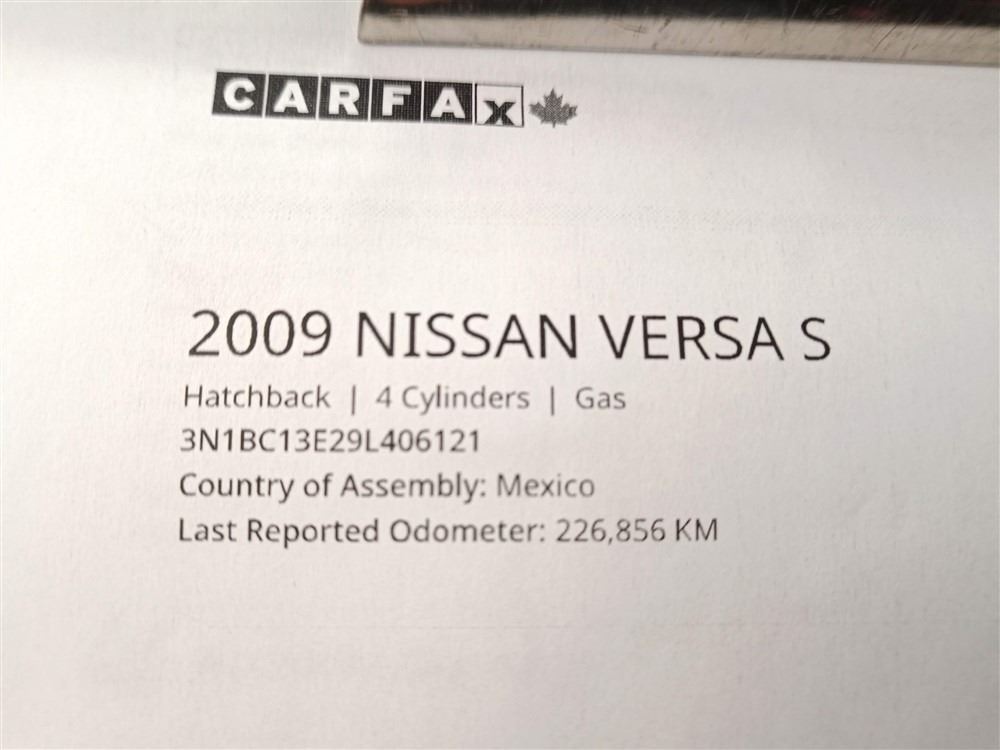 CARFAX
2009 NISSAN VERSA S
Hatchback | 4 Cylinders | Gas
3N1BC13E29L406121
Country of Assembly: Mexico
Last Reported Odometer: 226,856 KM